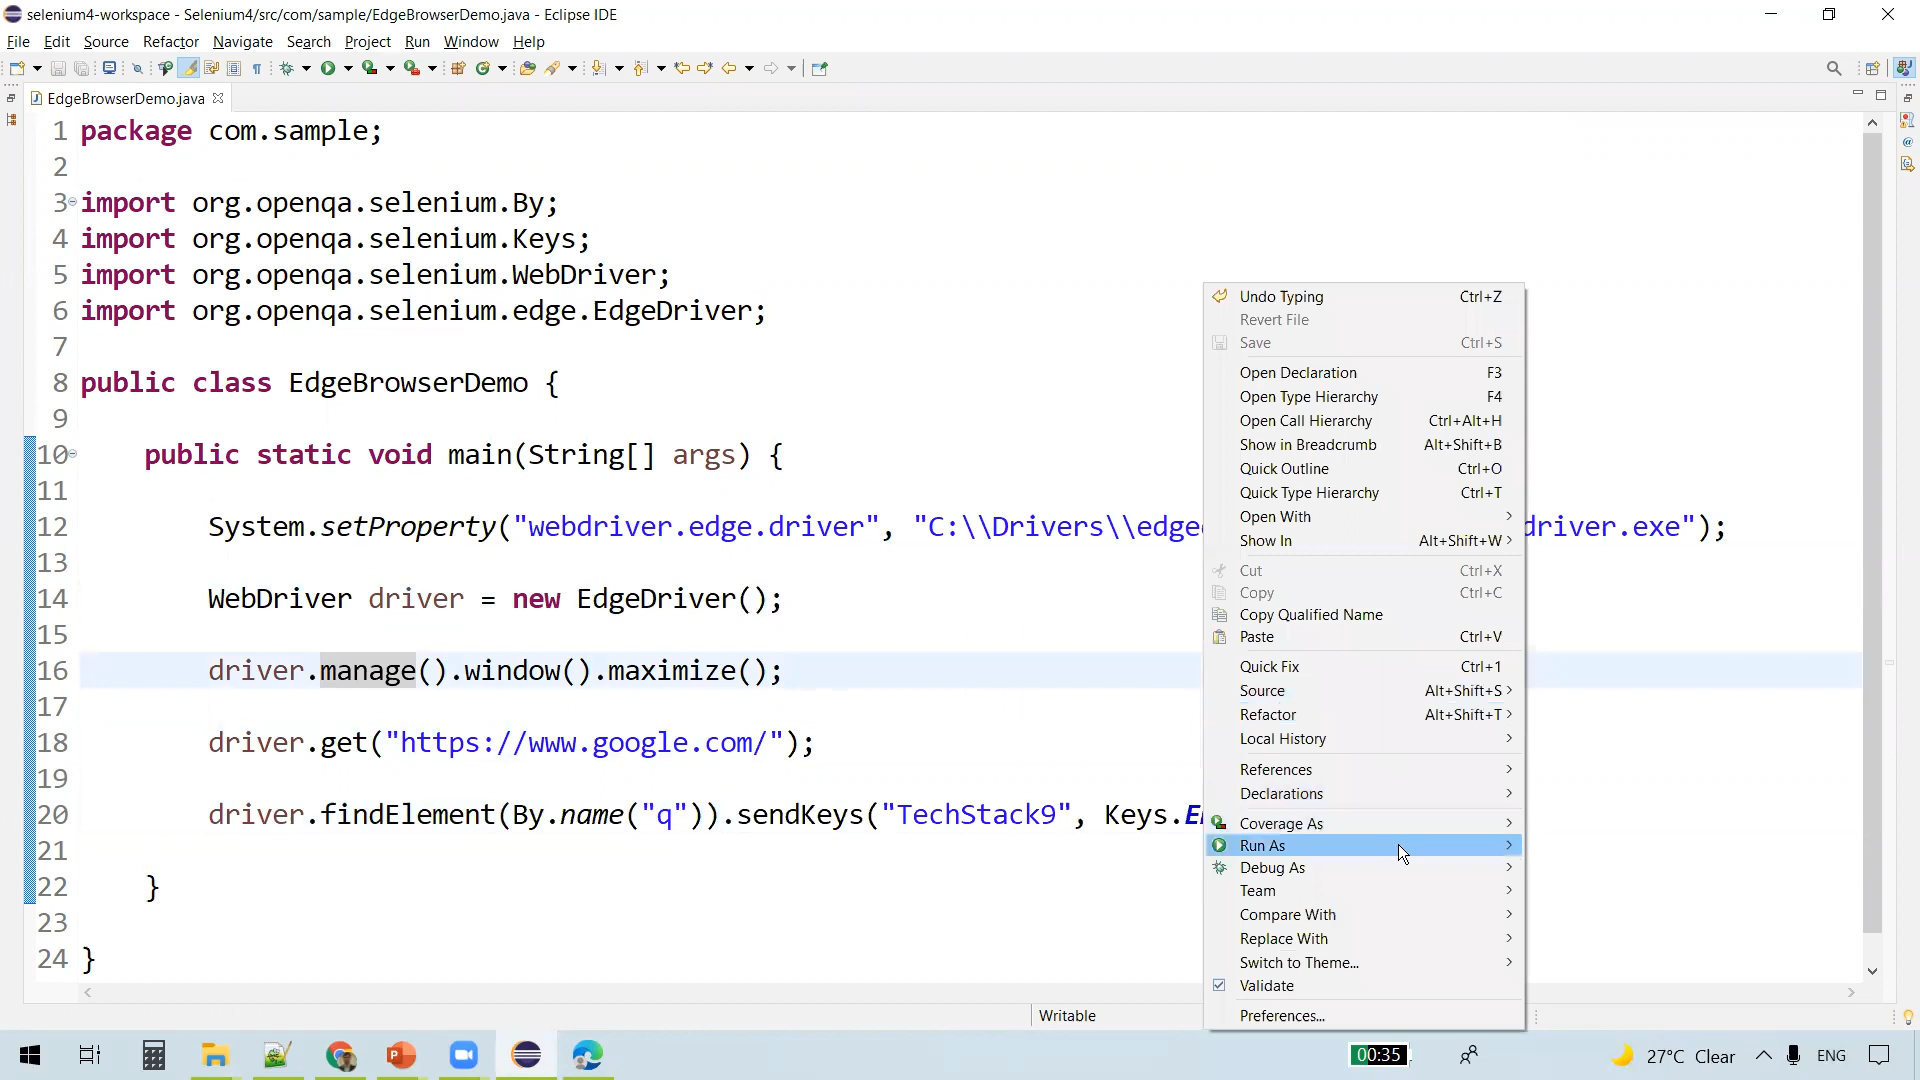 selenium4-workspace - Selenium4/src/com/sample/EdgeBrowserDemo.java - Eclipse IDE
File Edit Source Refactor Navigate Search Project Run Window Help
EdgeBrowserDemo.java
1 package com.sample;
2
3 import org.openqa.selenium.By;
4 import org.openqa.selenium.Keys;
5 import org.openqa.selenium.WebDriver;
6 import org.openqa.selenium.edge.EdgeDriver;
7
8 public class EdgeBrowserDemo {
9
10 public static void main(String[] args) {
11
12 System.setProperty("webdriver.edge.driver", "C:\\Drivers\\edge driver.exe");
13
14 WebDriver driver = new EdgeDriver();
15
16 driver.manage().window().maximize();
17
18 driver.get("https://www.google.com/");
19
20 driver.findElement(By.name("q")).sendKeys("TechStack9", Keys.
21
22 }
23
24 }
Undo Typing Ctrl+Z
Revert File
Save Ctrl+S
Open Declaration F3
Open Type Hierarchy F4
Open Call Hierarchy Ctrl+Alt+H
Show in Breadcrumb Alt+Shift+B
Quick Outline Ctrl+O
Quick Type Hierarchy Ctrl+T
Open With
Show In Alt+Shift+W
Cut Ctrl+X
Copy Ctrl+C
Copy Qualified Name
Paste Ctrl+V
Quick Fix Ctrl+1
Source Alt+Shift+S
Refactor Alt+Shift+T
Local History
References
Declarations
Coverage As
Run As
Debug As
Team
Compare With
Replace With
Switch to Theme...
Validate
Preferences...
Writable
00:35
27°C Clear
ENG